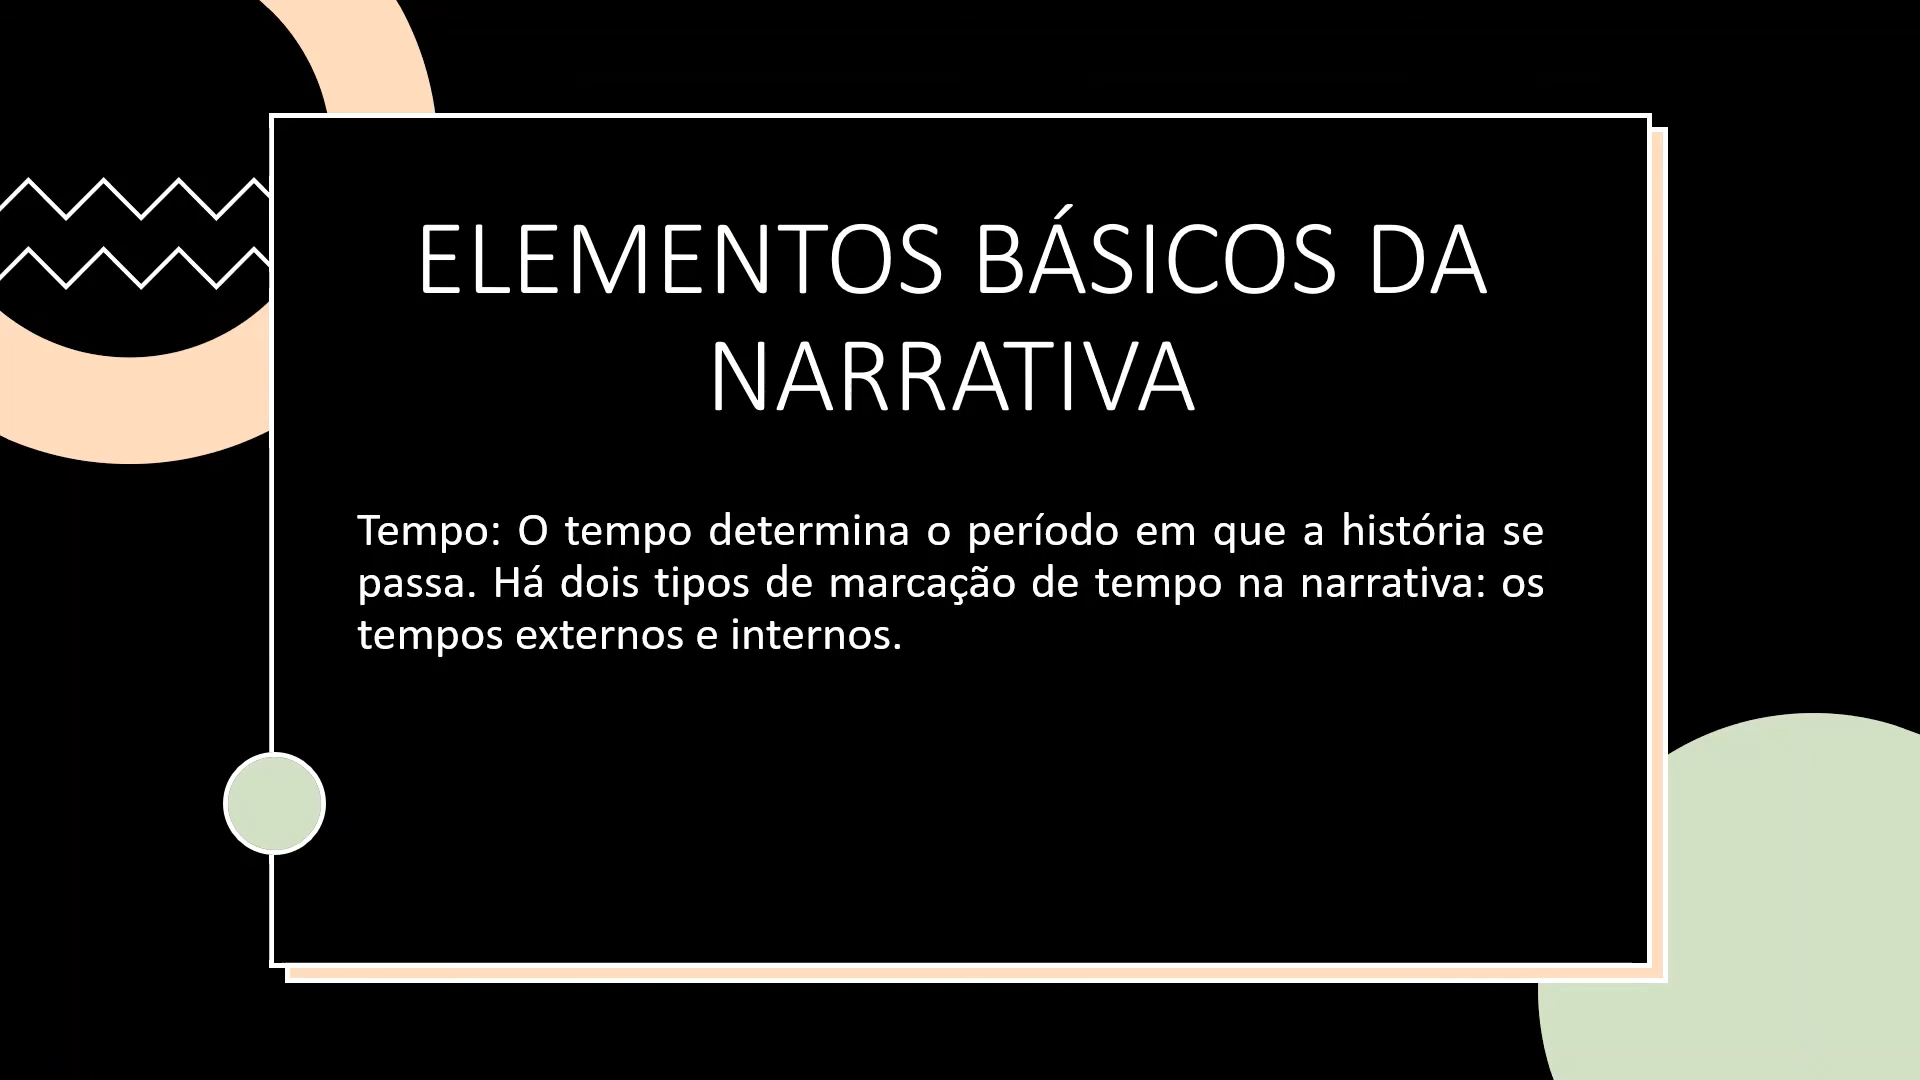 ELEMENTOS BÁSICOS DA
NARRATIVA
Tempo: O tempo determina o período em que a história se
passa. Há dois tipos de marcação de tempo na narrativa: os
tempos externos e internos.